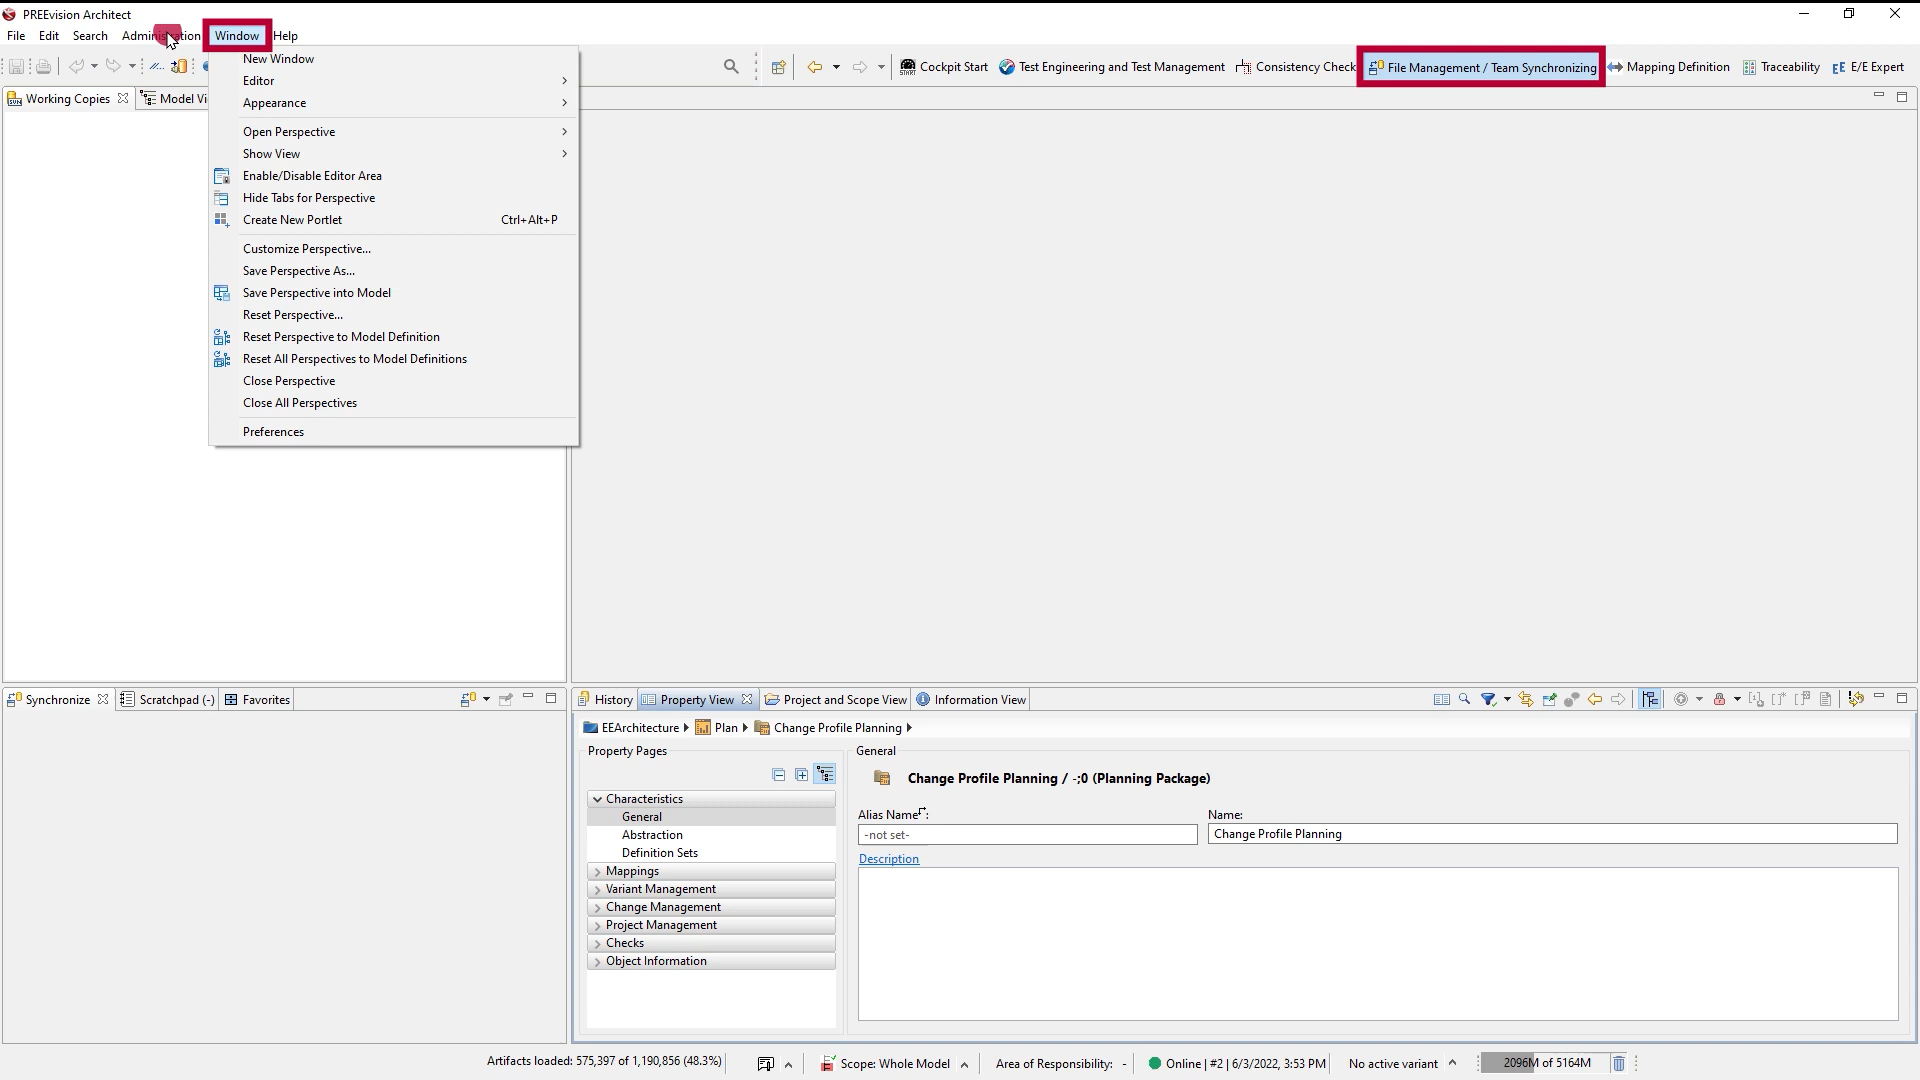 PREEvision Architect
File Edit Search Administration Window Help
Cockpit Start Test Engineering and Test Management Consistency Check File Management / Team Synchronizing Mapping Definition Traceability EE E/E Expert
Working Copies Model Vi
New Window
Editor
Appearance
Open Perspective
Show View
Enable/Disable Editor Area
Hide Tabs for Perspective
Create New Portlet Ctrl+Alt+P
Customize Perspective...
Save Perspective As...
Save Perspective into Model
Reset Perspective...
Reset Perspective to Model Definition
Reset All Perspectives to Model Definitions
Close Perspective
Close All Perspectives
Preferences
Synchronize Scratchpad (-) Favorites
History Property View Project and Scope View Information View
EEArchitecture Plan Change Profile Planning
Property Pages
Characteristics
General
Abstraction
Definition Sets
Mappings
Variant Management
Change Management
Project Management
Checks
Object Information
General
Change Profile Planning / -;0 (Planning Package)
Alias Name: Name:
-not set- Change Profile Planning
Description
Artifacts loaded: 575,397 of 1,190,856 (48.3%) Scope: Whole Model Area of Responsibility: - Online | #2 | 6/3/2022, 3:53 PM No active variant 2096M of 5164M